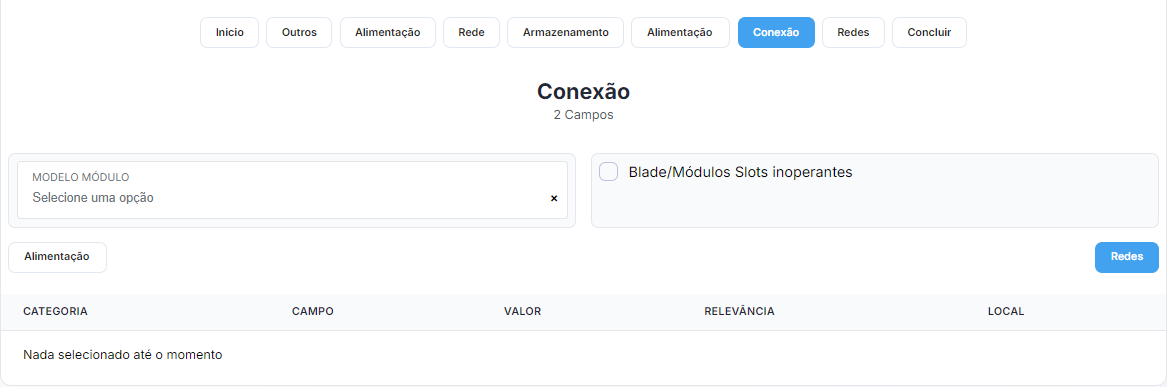 Inicio Outros Alimentação Rede Armazenamento Alimentação Conexão Redes Concluir
Conexão
2 Campos
MODELO MÓDULO
Selecione uma opção ×
Blade/Módulos Slots inoperantes
Alimentação Redes
CATEGORIA CAMPO VALOR RELEVÂNCIA LOCAL
Nada selecionado até o momento